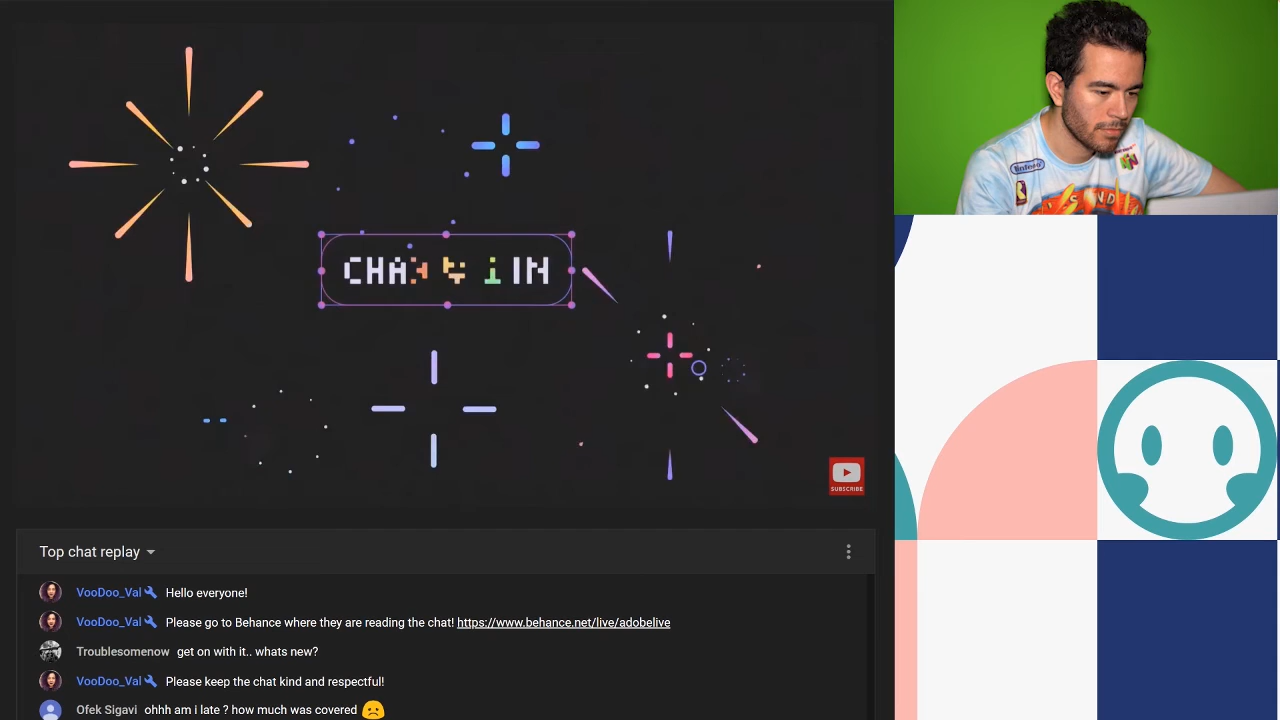 Nintendo
CHA
IN
SUBSCRIBE
Top chat replay
VooDoo_Val Hello everyone!
VooDoo_Val Please go to Behance where they are reading the chat! https://www.behance.net/live/adobelive
Troublesomenow get on with it.. whats new?
VooDoo_Val Please keep the chat kind and respectful!
Ofek Sigavi ohhh am i late ? how much was covered